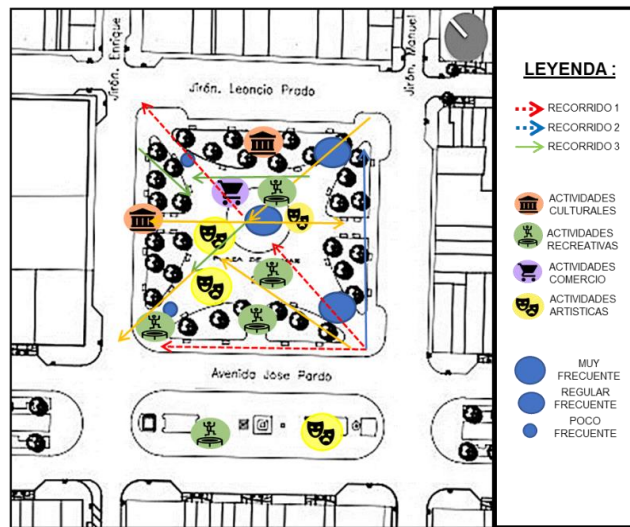 Jirón. Enrique
Jirón. Manuel
Jirón. Leoncio Prado
Avenida Jose Pardo
LEYENDA :
RECORRIDO 1
RECORRIDO 2
RECORRIDO 3
ACTIVIDADES
CULTURALES
ACTIVIDADES
RECREATIVAS
ACTIVIDADES
COMERCIO
ACTIVIDADES
ARTISTICAS
MUY
FRECUENTE
REGULAR
FRECUENTE
POCO
FRECUENTE